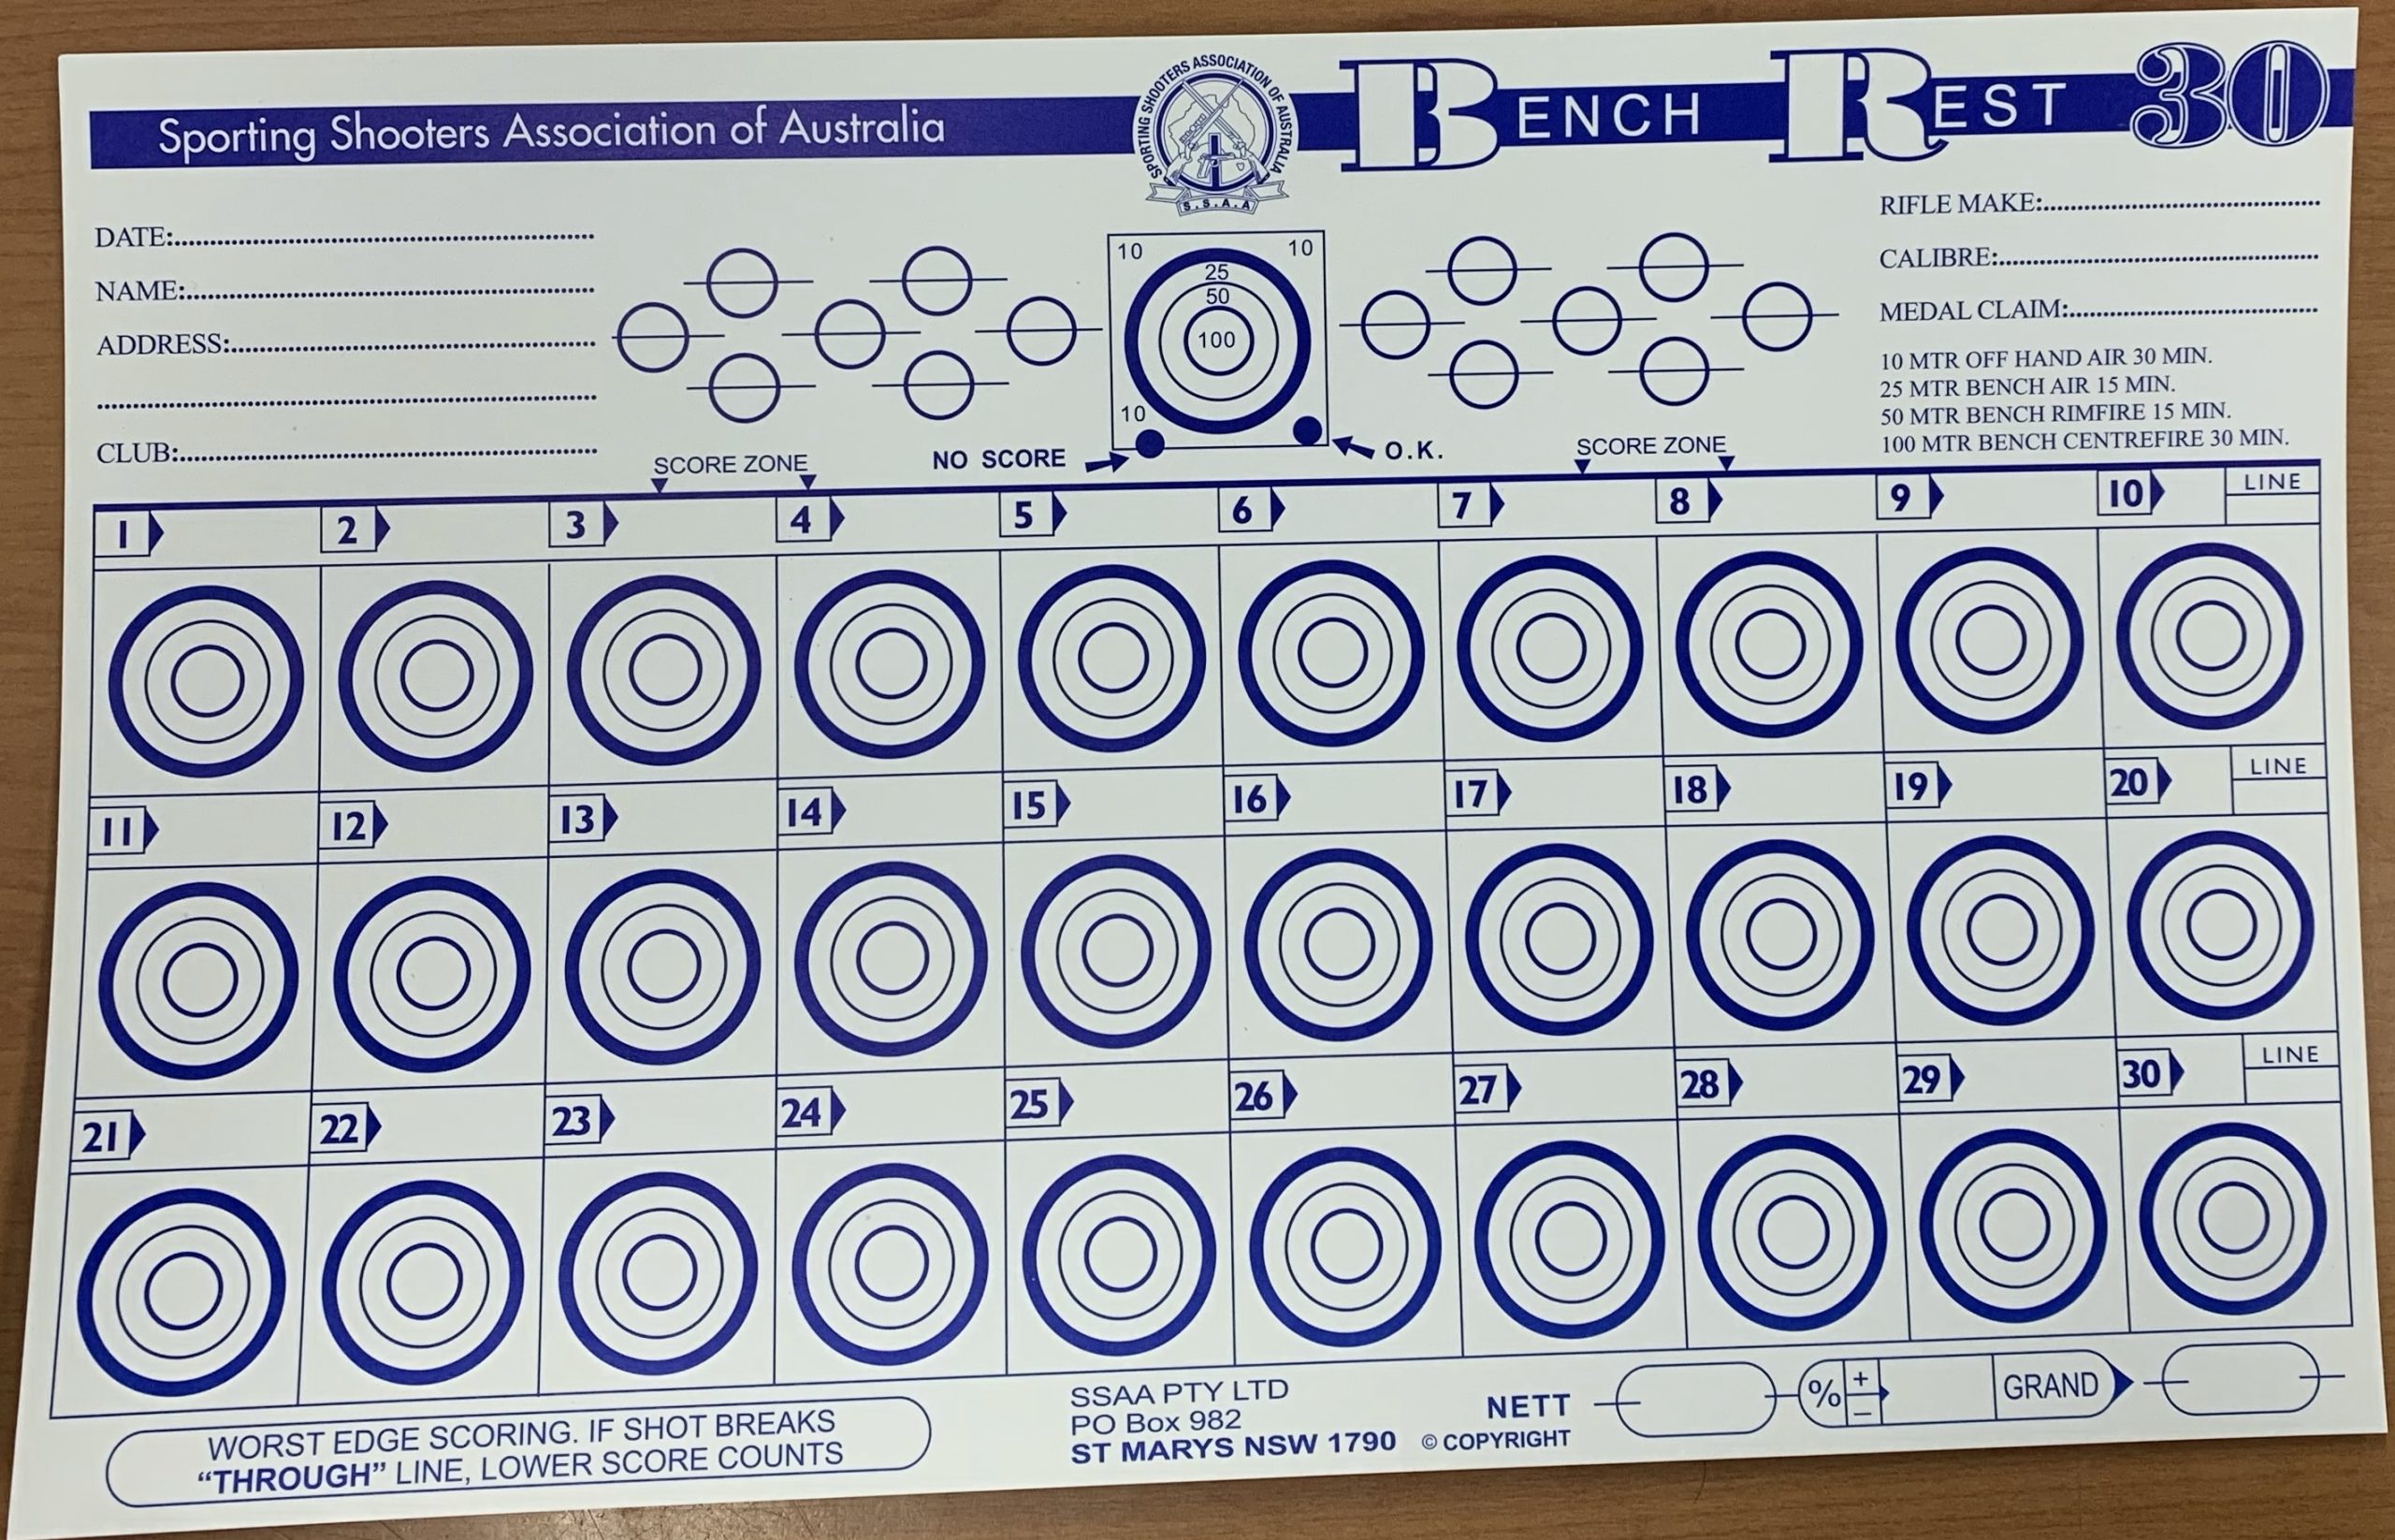 Sporting Shooters Association of Australia
SPORTING SHOOTERS ASSOCIATION OF AUSTRALIA
S.S.A.A
BENCH REST 30
DATE:
NAME:
ADDRESS:
CLUB:
10 10
25
50
100
10
NO SCORE
O.K.
SCORE ZONE
SCORE ZONE
RIFLE MAKE:
CALIBRE:
MEDAL CLAIM:
10 MTR OFF HAND AIR 30 MIN.
25 MTR BENCH AIR 15 MIN.
50 MTR BENCH RIMFIRE 15 MIN.
100 MTR BENCH CENTREFIRE 30 MIN.
1 2 3 4 5 6 7 8 9 10 LINE
11 12 13 14 15 16 17 18 19 20 LINE
21 22 23 24 25 26 27 28 29 30 LINE
WORST EDGE SCORING. IF SHOT BREAKS
“THROUGH” LINE, LOWER SCORE COUNTS
SSAA PTY LTD
PO Box 982
ST MARYS NSW 1790
© COPYRIGHT
NETT % + − GRAND